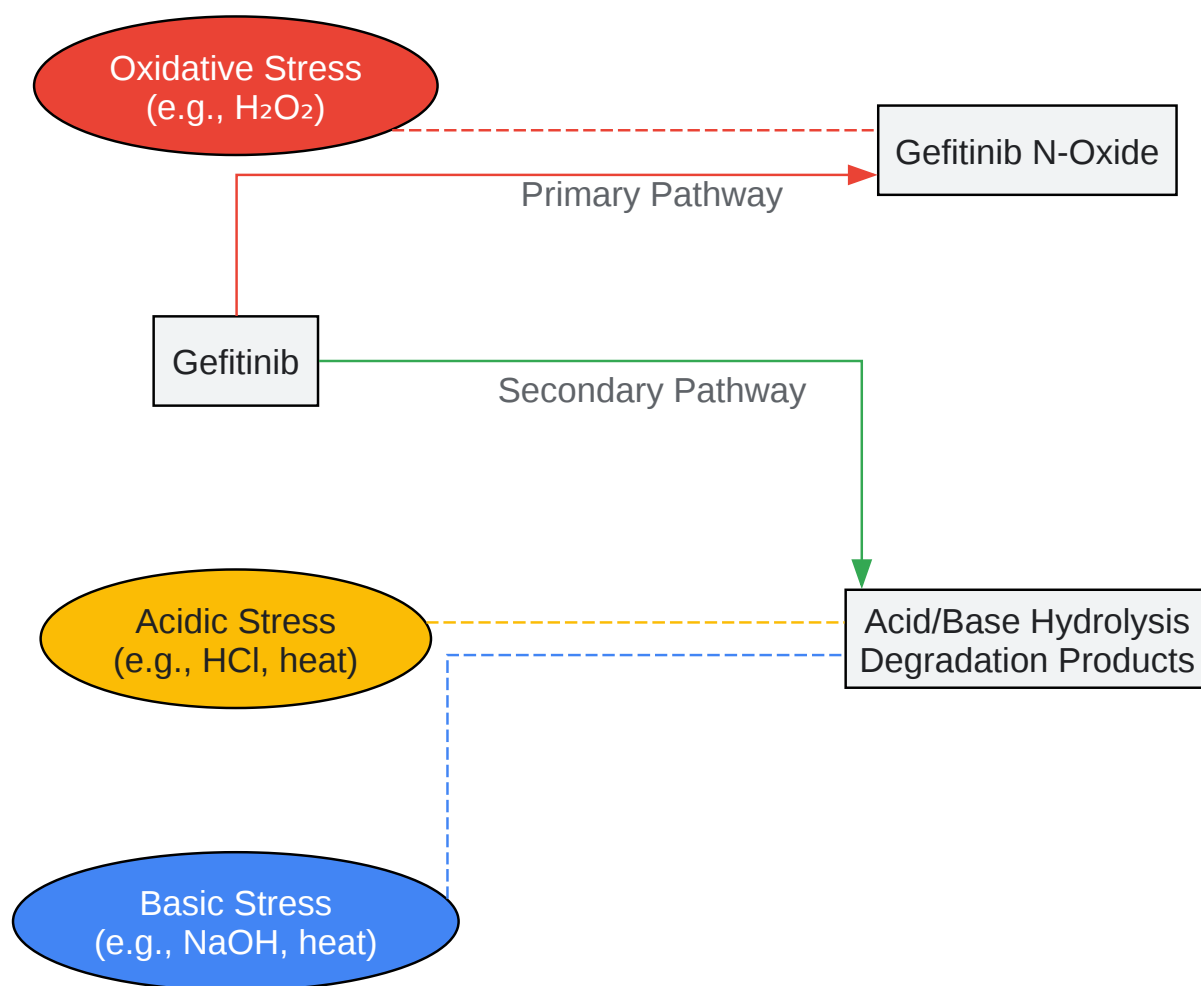 Oxidative Stress
(e.g., H₂O₂)
Gefitinib N-Oxide
Primary Pathway
Gefitinib
Secondary Pathway
Acidic Stress
(e.g., HCl, heat)
Acid/Base Hydrolysis
Degradation Products
Basic Stress
(e.g., NaOH, heat)